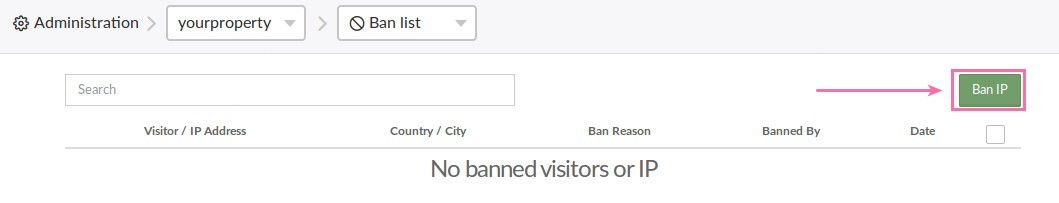 Administration yourproperty Ban list
Search Ban IP
Visitor / IP Address Country / City Ban Reason Banned By Date
No banned visitors or IP